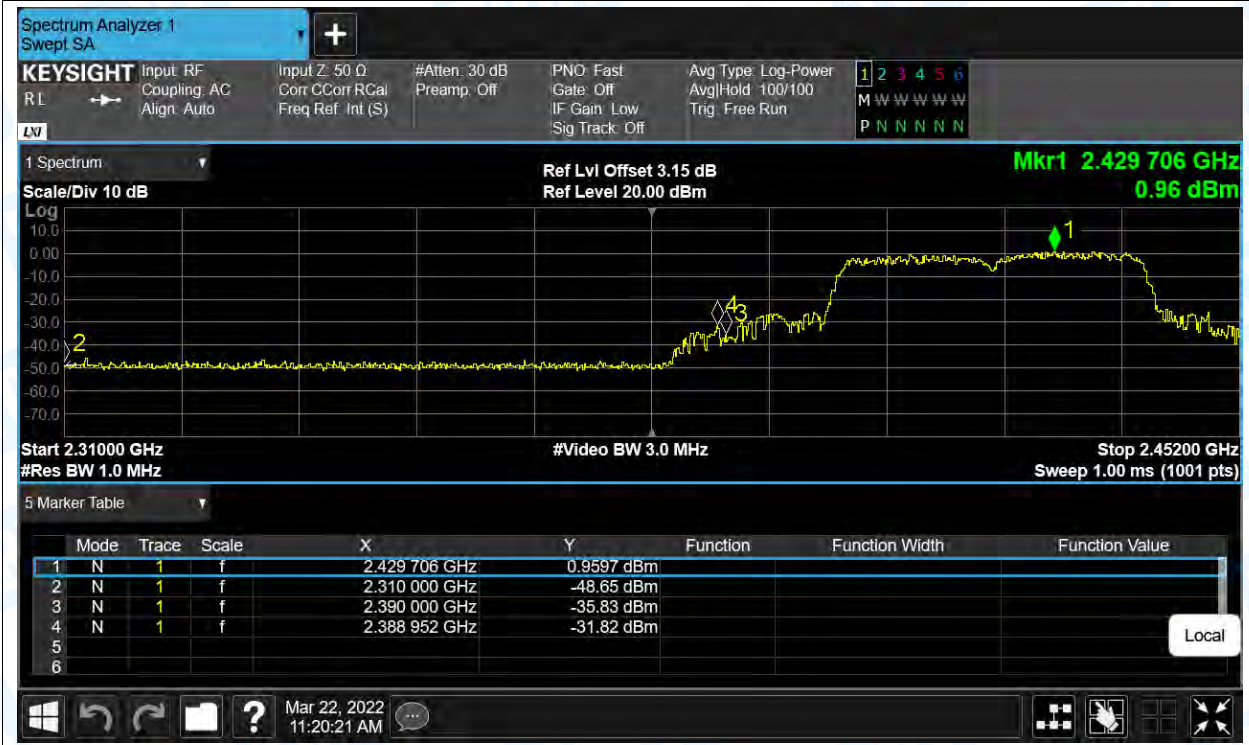 Spectrum Analyzer 1
Swept SA
+
KEYSIGHT
RL
LXI
Input: RF
Coupling: AC
Align: Auto
Input Z: 50 Ω
Corr CCorr RCal
Freq Ref: Int (S)
#Atten: 30 dB
Preamp: Off
PNO: Fast
Gate: Off
IF Gain: Low
Sig Track: Off
Avg Type: Log-Power
Avg|Hold: 100/100
Trig: Free Run
1 2 3 4 5 6
M W W W W W W
P N N N N N N
1 Spectrum
Scale/Div 10 dB
Ref Lvl Offset 3.15 dB
Ref Level 20.00 dBm
Mkr1 2.429 706 GHz
0.96 dBm
Log
10.0
0.00
-10.0
-20.0
-30.0
-40.0
-50.0
-60.0
-70.0
1
2
4
3
Start 2.31000 GHz
#Res BW 1.0 MHz
#Video BW 3.0 MHz
Stop 2.45200 GHz
Sweep 1.00 ms (1001 pts)
5 Marker Table
Mode Trace Scale X Y Function Function Width Function Value
1 N 1 f 2.429 706 GHz 0.9597 dBm
2 N 1 f 2.310 000 GHz -48.65 dBm
3 N 1 f 2.390 000 GHz -35.83 dBm
4 N 1 f 2.388 952 GHz -31.82 dBm
5
6
Local
?
Mar 22, 2022
11:20:21 AM